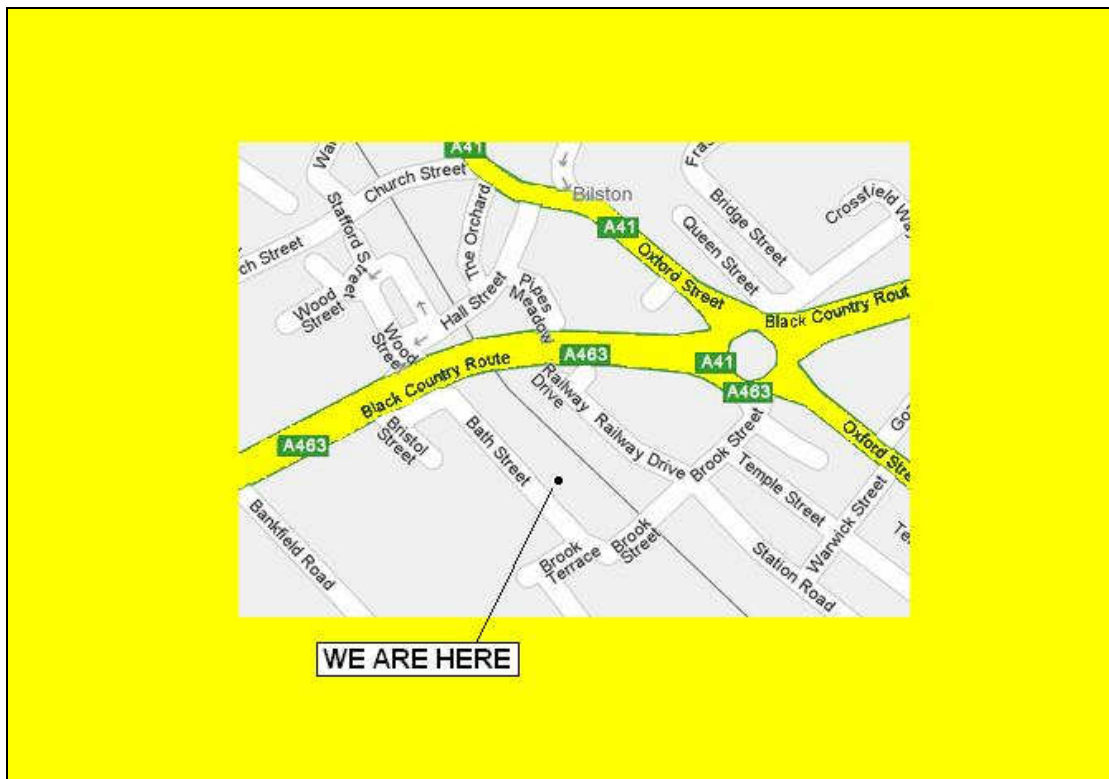 A41
Church Street
Stafford Street
The Orchard
Bilston
A41
Oxford Street
Queen Street
Bridge Street
Crossfield Way
Black Country Rout
ch Street
Wood
Street
Hall Street
Pipes
Meadow
Wood
Street
Black Country Route
A463
A41
A463
A463
Railway
Drive
Railway Drive
Brook Street
Oxford Stre
Bristol
Street
Bath Street
Temple Street
Warwick Street
Bankfield Road
Brook
Terrace
Brook
Street
Station Road
WE ARE HERE